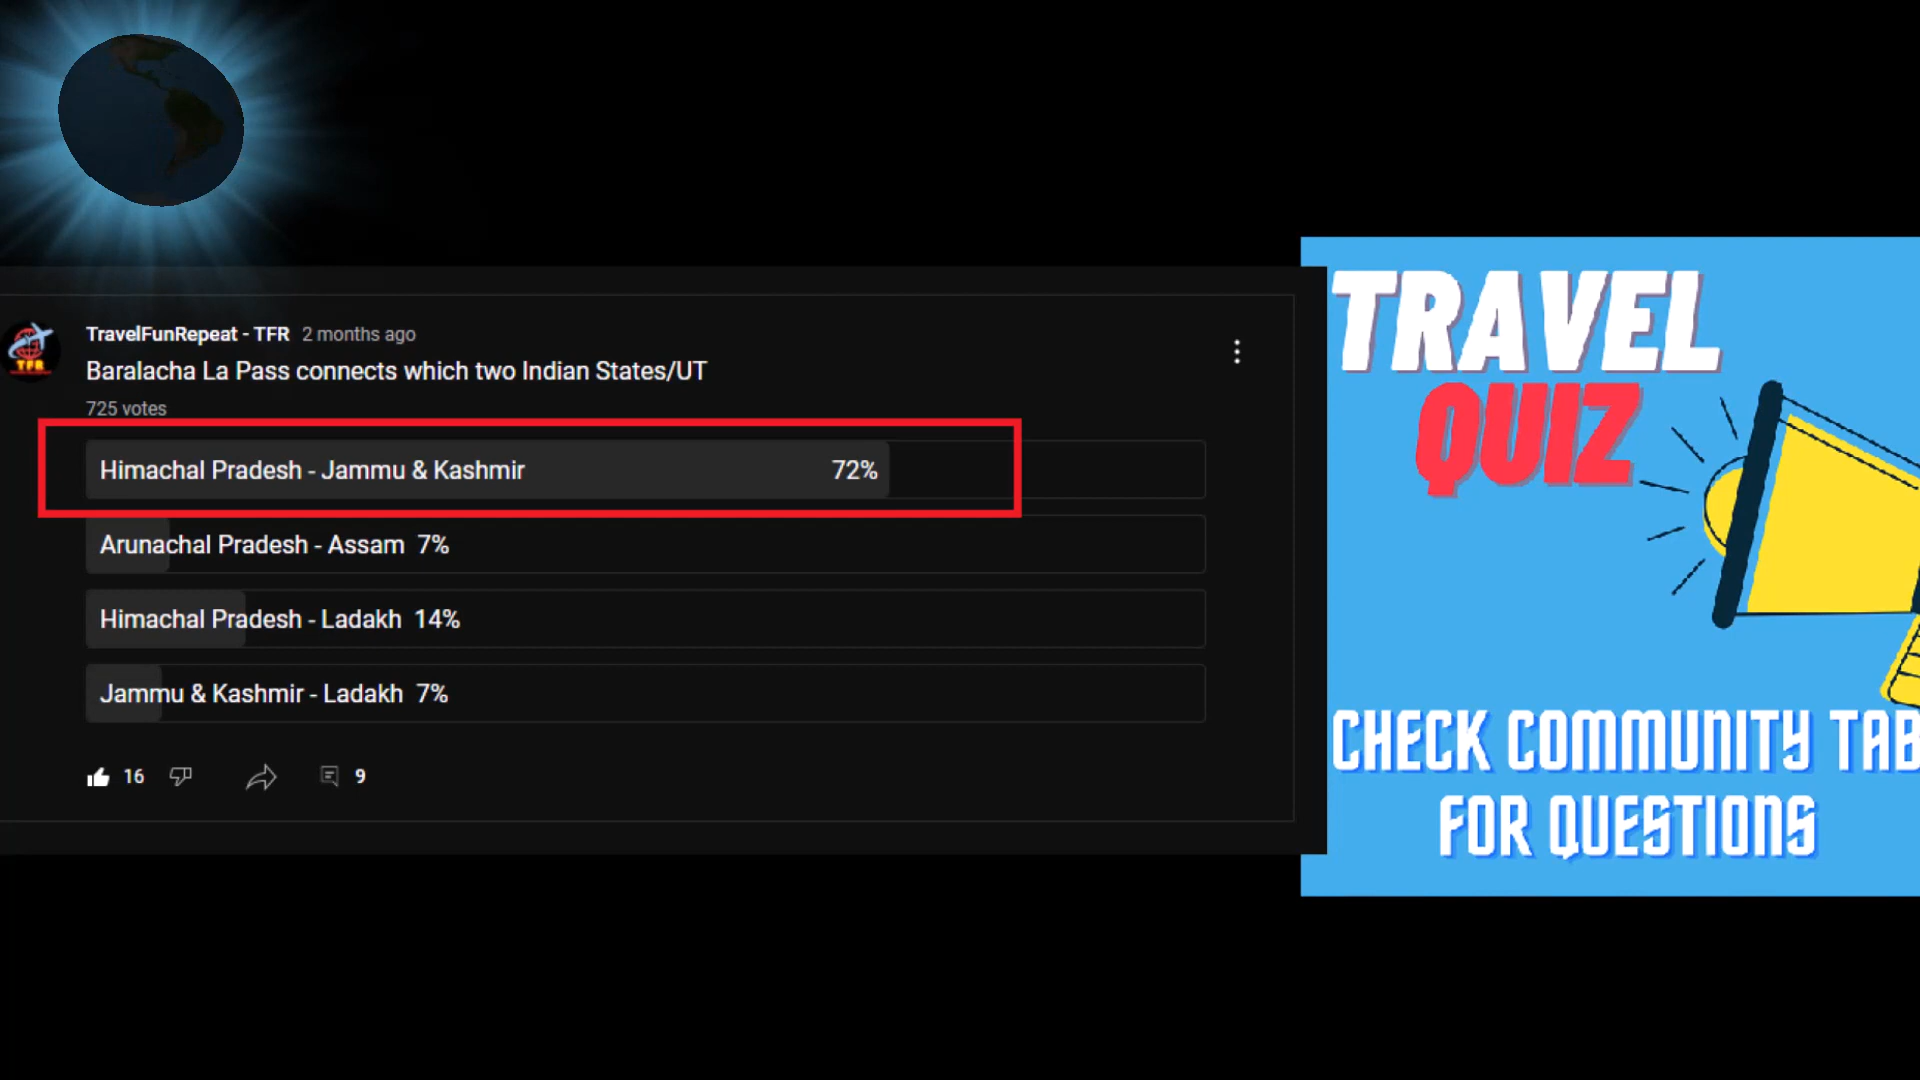 TravelFunRepeat - TFR 2 months ago
Baralacha La Pass connects which two Indian States/UT
725 votes
Himachal Pradesh - Jammu & Kashmir 72%
Arunachal Pradesh - Assam 7%
Himachal Pradesh - Ladakh 14%
Jammu & Kashmir - Ladakh 7%
16 9
TFR
TRAVEL
QUIZ
CHECK COMMUNITY TAB
FOR QUESTIONS